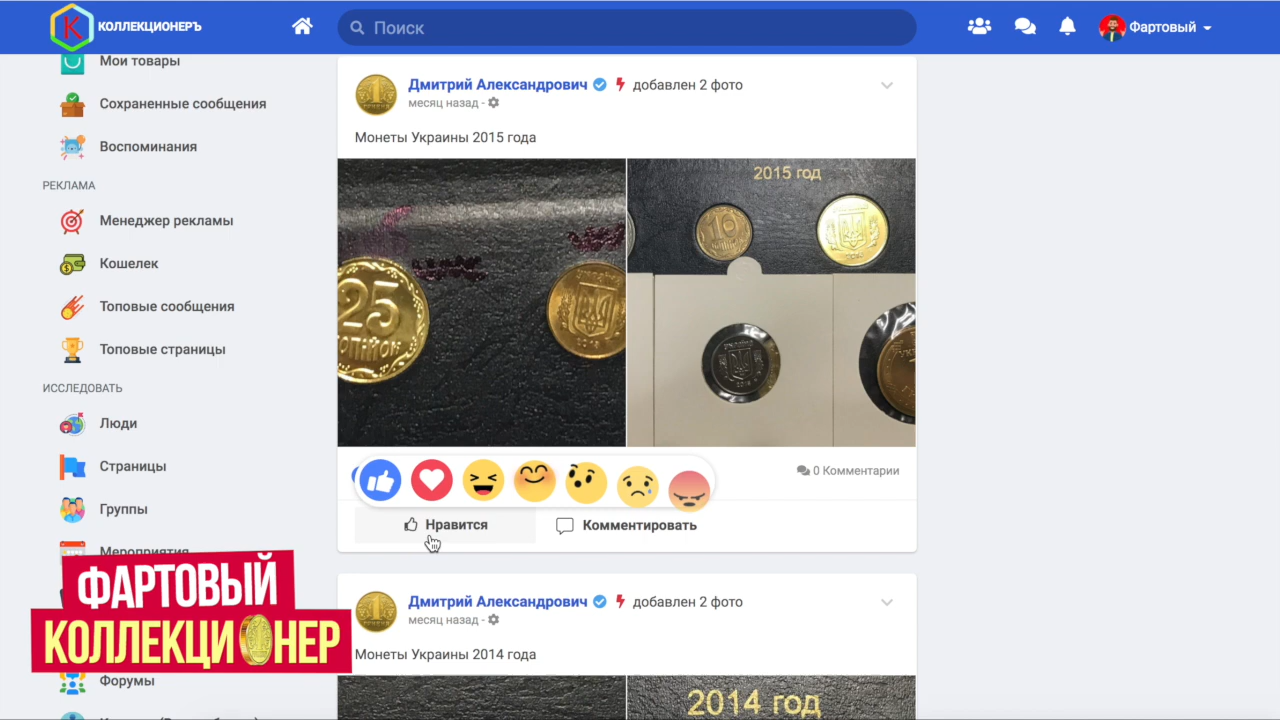 К КОЛЛЕКЦИОНЕРЪ
Поиск
Фартовый
Мои товары
Сохраненные сообщения
Воспоминания
РЕКЛАМА
Менеджер рекламы
Кошелек
Топовые сообщения
Топовые страницы
ИССЛЕДОВАТЬ
Люди
Страницы
Группы
Мероприятия
Форумы
ФАРТОВЫЙ
КОЛЛЕКЦИОНЕР
Дмитрий Александрович добавлен 2 фото
месяц назад -
Монеты Украины 2015 года
25
2015 год
10
0 Комментарии
Нравится
Комментировать
Дмитрий Александрович добавлен 2 фото
месяц назад -
Монеты Украины 2014 года
2014 год